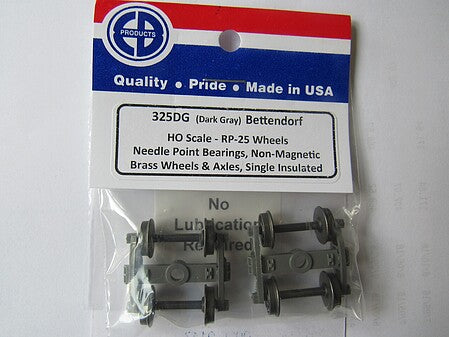 PRODUCTS
Quality • Pride • Made in USA
325DG (Dark Gray) Bettendorf
HO Scale - RP-25 Wheels
Needle Point Bearings, Non-Magnetic
Brass Wheels & Axles, Single Insulated
No
Lubrication
Required